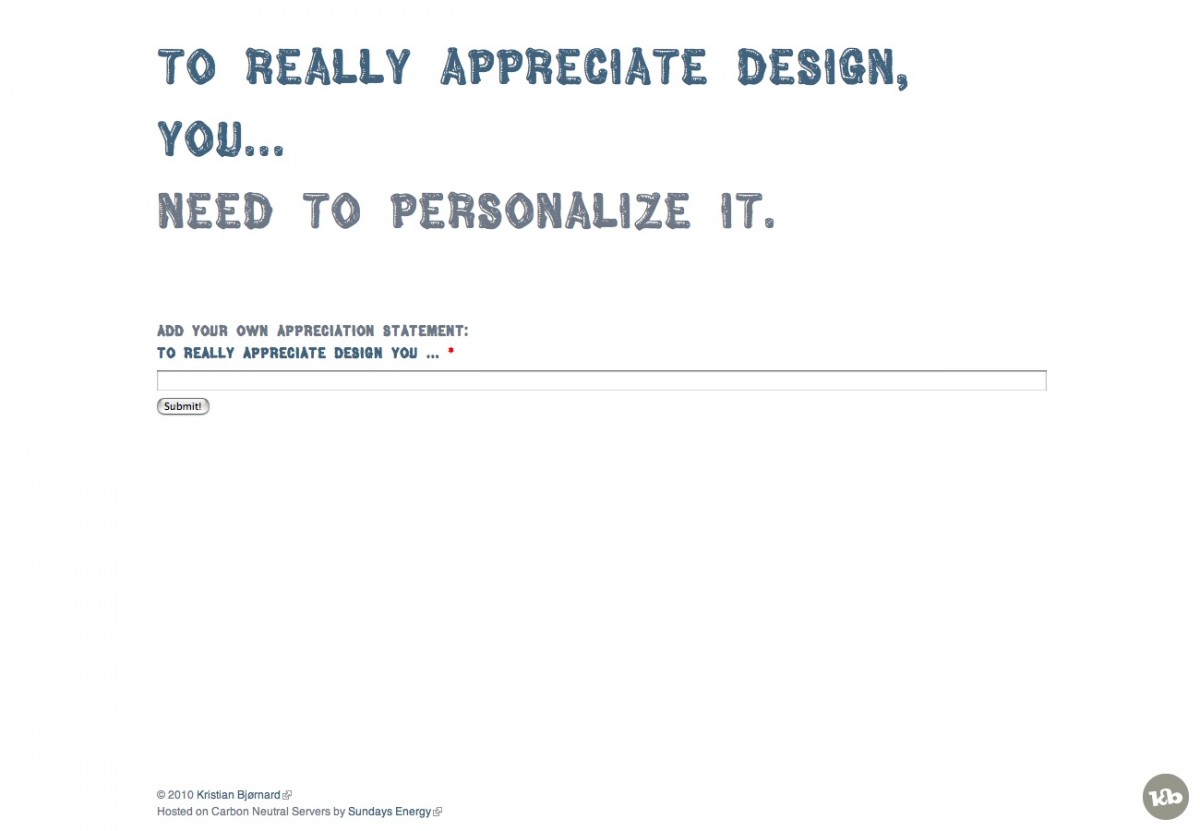 TO REALLY APPRECIATE DESIGN,
YOU...
NEED TO PERSONALIZE IT.
ADD YOUR OWN APPRECIATION STATEMENT:
TO REALLY APPRECIATE DESIGN YOU ... *
Submit!
© 2010 Kristian Bjørnard
Hosted on Carbon Neutral Servers by Sundays Energy
kb